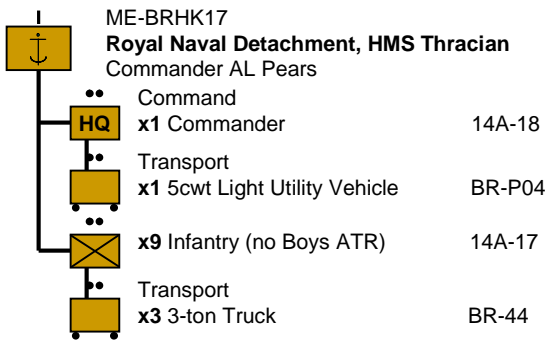 ME-BRHK17
Royal Naval Detachment, HMS Thracian
Commander AL Pears
Command
HQ x1 Commander 14A-18
Transport
x1 5cwt Light Utility Vehicle BR-P04
x9 Infantry (no Boys ATR) 14A-17
Transport
x3 3-ton Truck BR-44